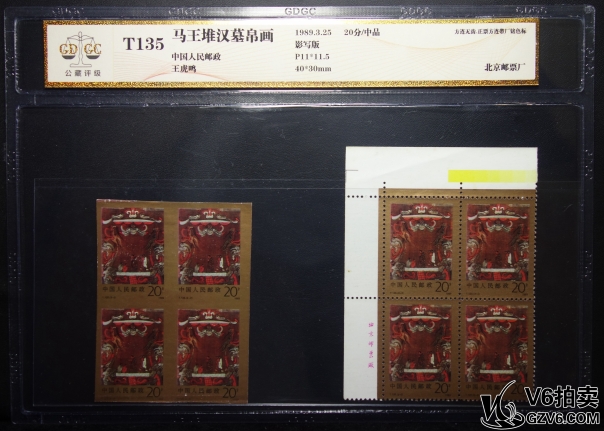 GDGC
GDGC
公藏评级
T135
马王堆汉墓帛画
中国人民邮政
王虎鸣
1989.3.25
影写版
P11*11.5
40*30mm
20分/中品
北京邮票厂
中国人民邮政
20分
中国人民邮政
20分
中国人民邮政
20分
中国人民邮政
20分
中国人民邮政
20分
中国人民邮政
20分
中国人民邮政
20分
中国人民邮政
20分
V6拍卖
GZV6.COM